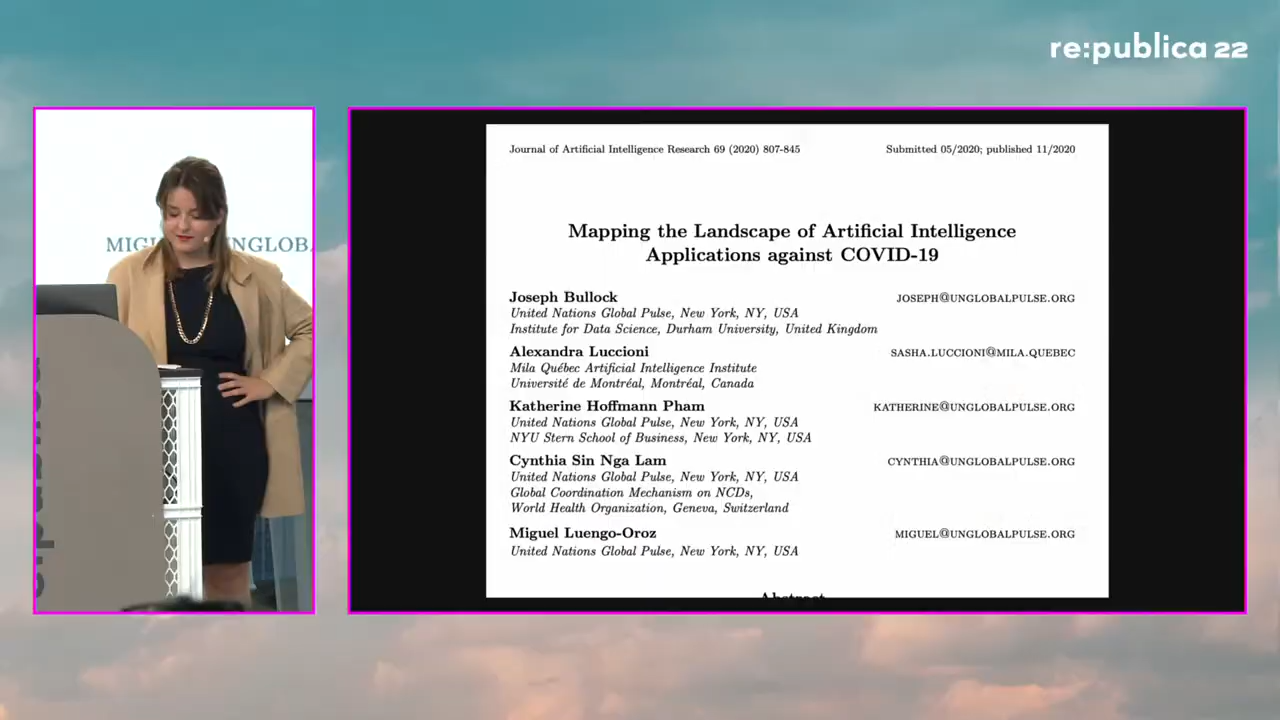 re:publica 22
Journal of Artificial Intelligence Research 69 (2020) 807-845
Submitted 05/2020; published 11/2020
Mapping the Landscape of Artificial Intelligence
Applications against COVID-19
Joseph Bullock
JOSEPH@UNGLOBALPULSE.ORG
United Nations Global Pulse, New York, NY, USA
Institute for Data Science, Durham University, United Kingdom
Alexandra Luccioni
SASHA.LUCCIONI@MILA.QUEBEC
Mila Québec Artificial Intelligence Institute
Université de Montréal, Montréal, Canada
Katherine Hoffmann Pham
KATHERINE@UNGLOBALPULSE.ORG
United Nations Global Pulse, New York, NY, USA
NYU Stern School of Business, New York, NY, USA
Cynthia Sin Nga Lam
CYNTHIA@UNGLOBALPULSE.ORG
United Nations Global Pulse, New York, NY, USA
Global Coordination Mechanism on NCDs,
World Health Organization, Geneva, Switzerland
Miguel Luengo-Oroz
MIGUEL@UNGLOBALPULSE.ORG
United Nations Global Pulse, New York, NY, USA
Abstract